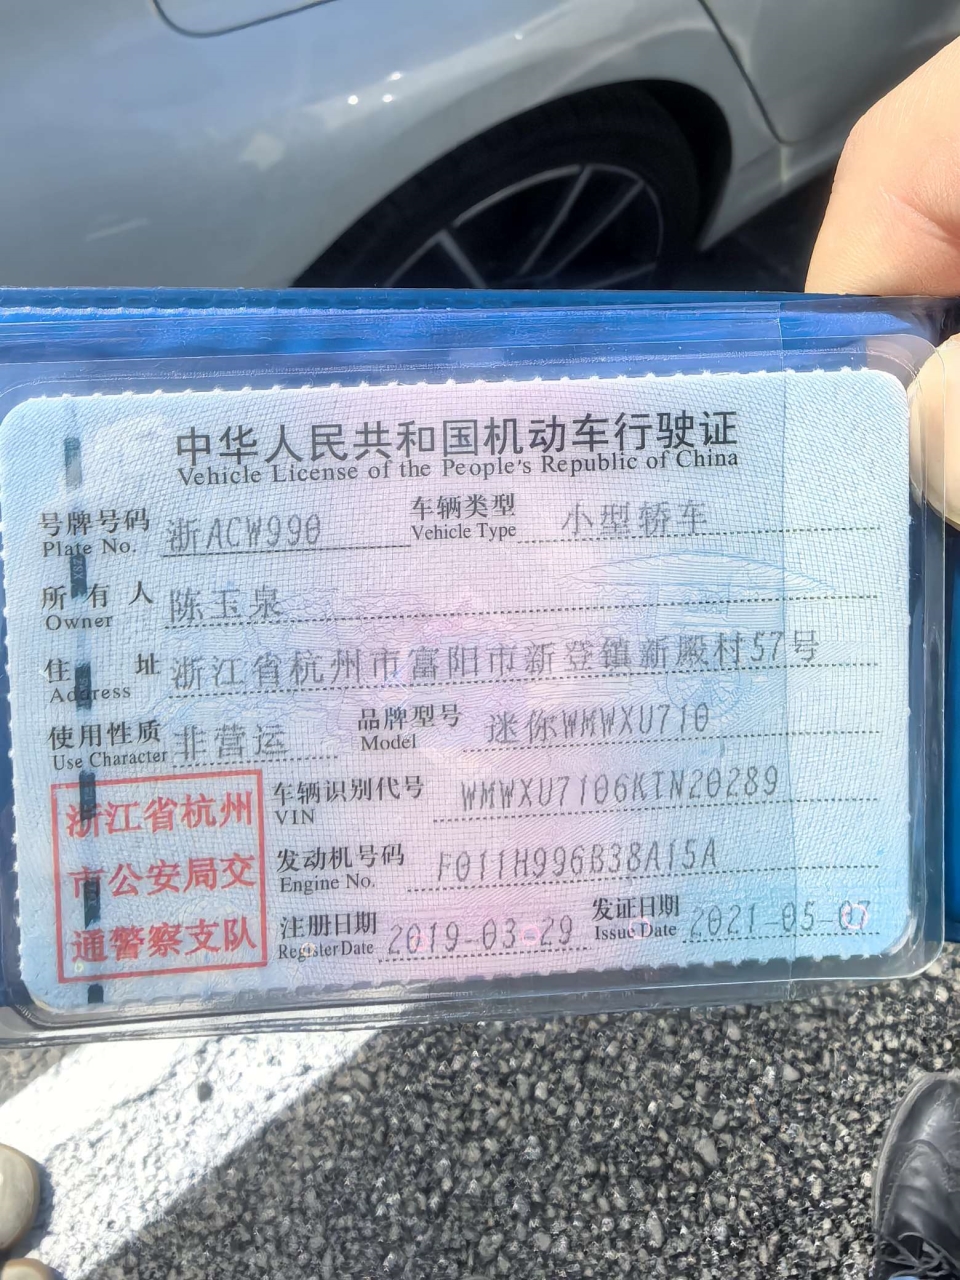 中华人民共和国机动车行驶证
Vehicle License of the People's Republic of China
号牌号码 浙ACW990 车辆类型 小型轿车
Plate No. Vehicle Type
所有人 陈玉泉
Owner
住址 浙江省杭州市富阳市新登镇新殿村57号
Address
使用性质 非营运 品牌型号 迷你WMWXU710
Use Character Model
浙江省杭州
市公安局交
通警察支队
车辆识别代号 WMWXU7106KTN20289
VIN
发动机号码 F011H996B38A15A
Engine No.
注册日期 2019-03-29 发证日期 2021-05-07
Register Date Issue Date